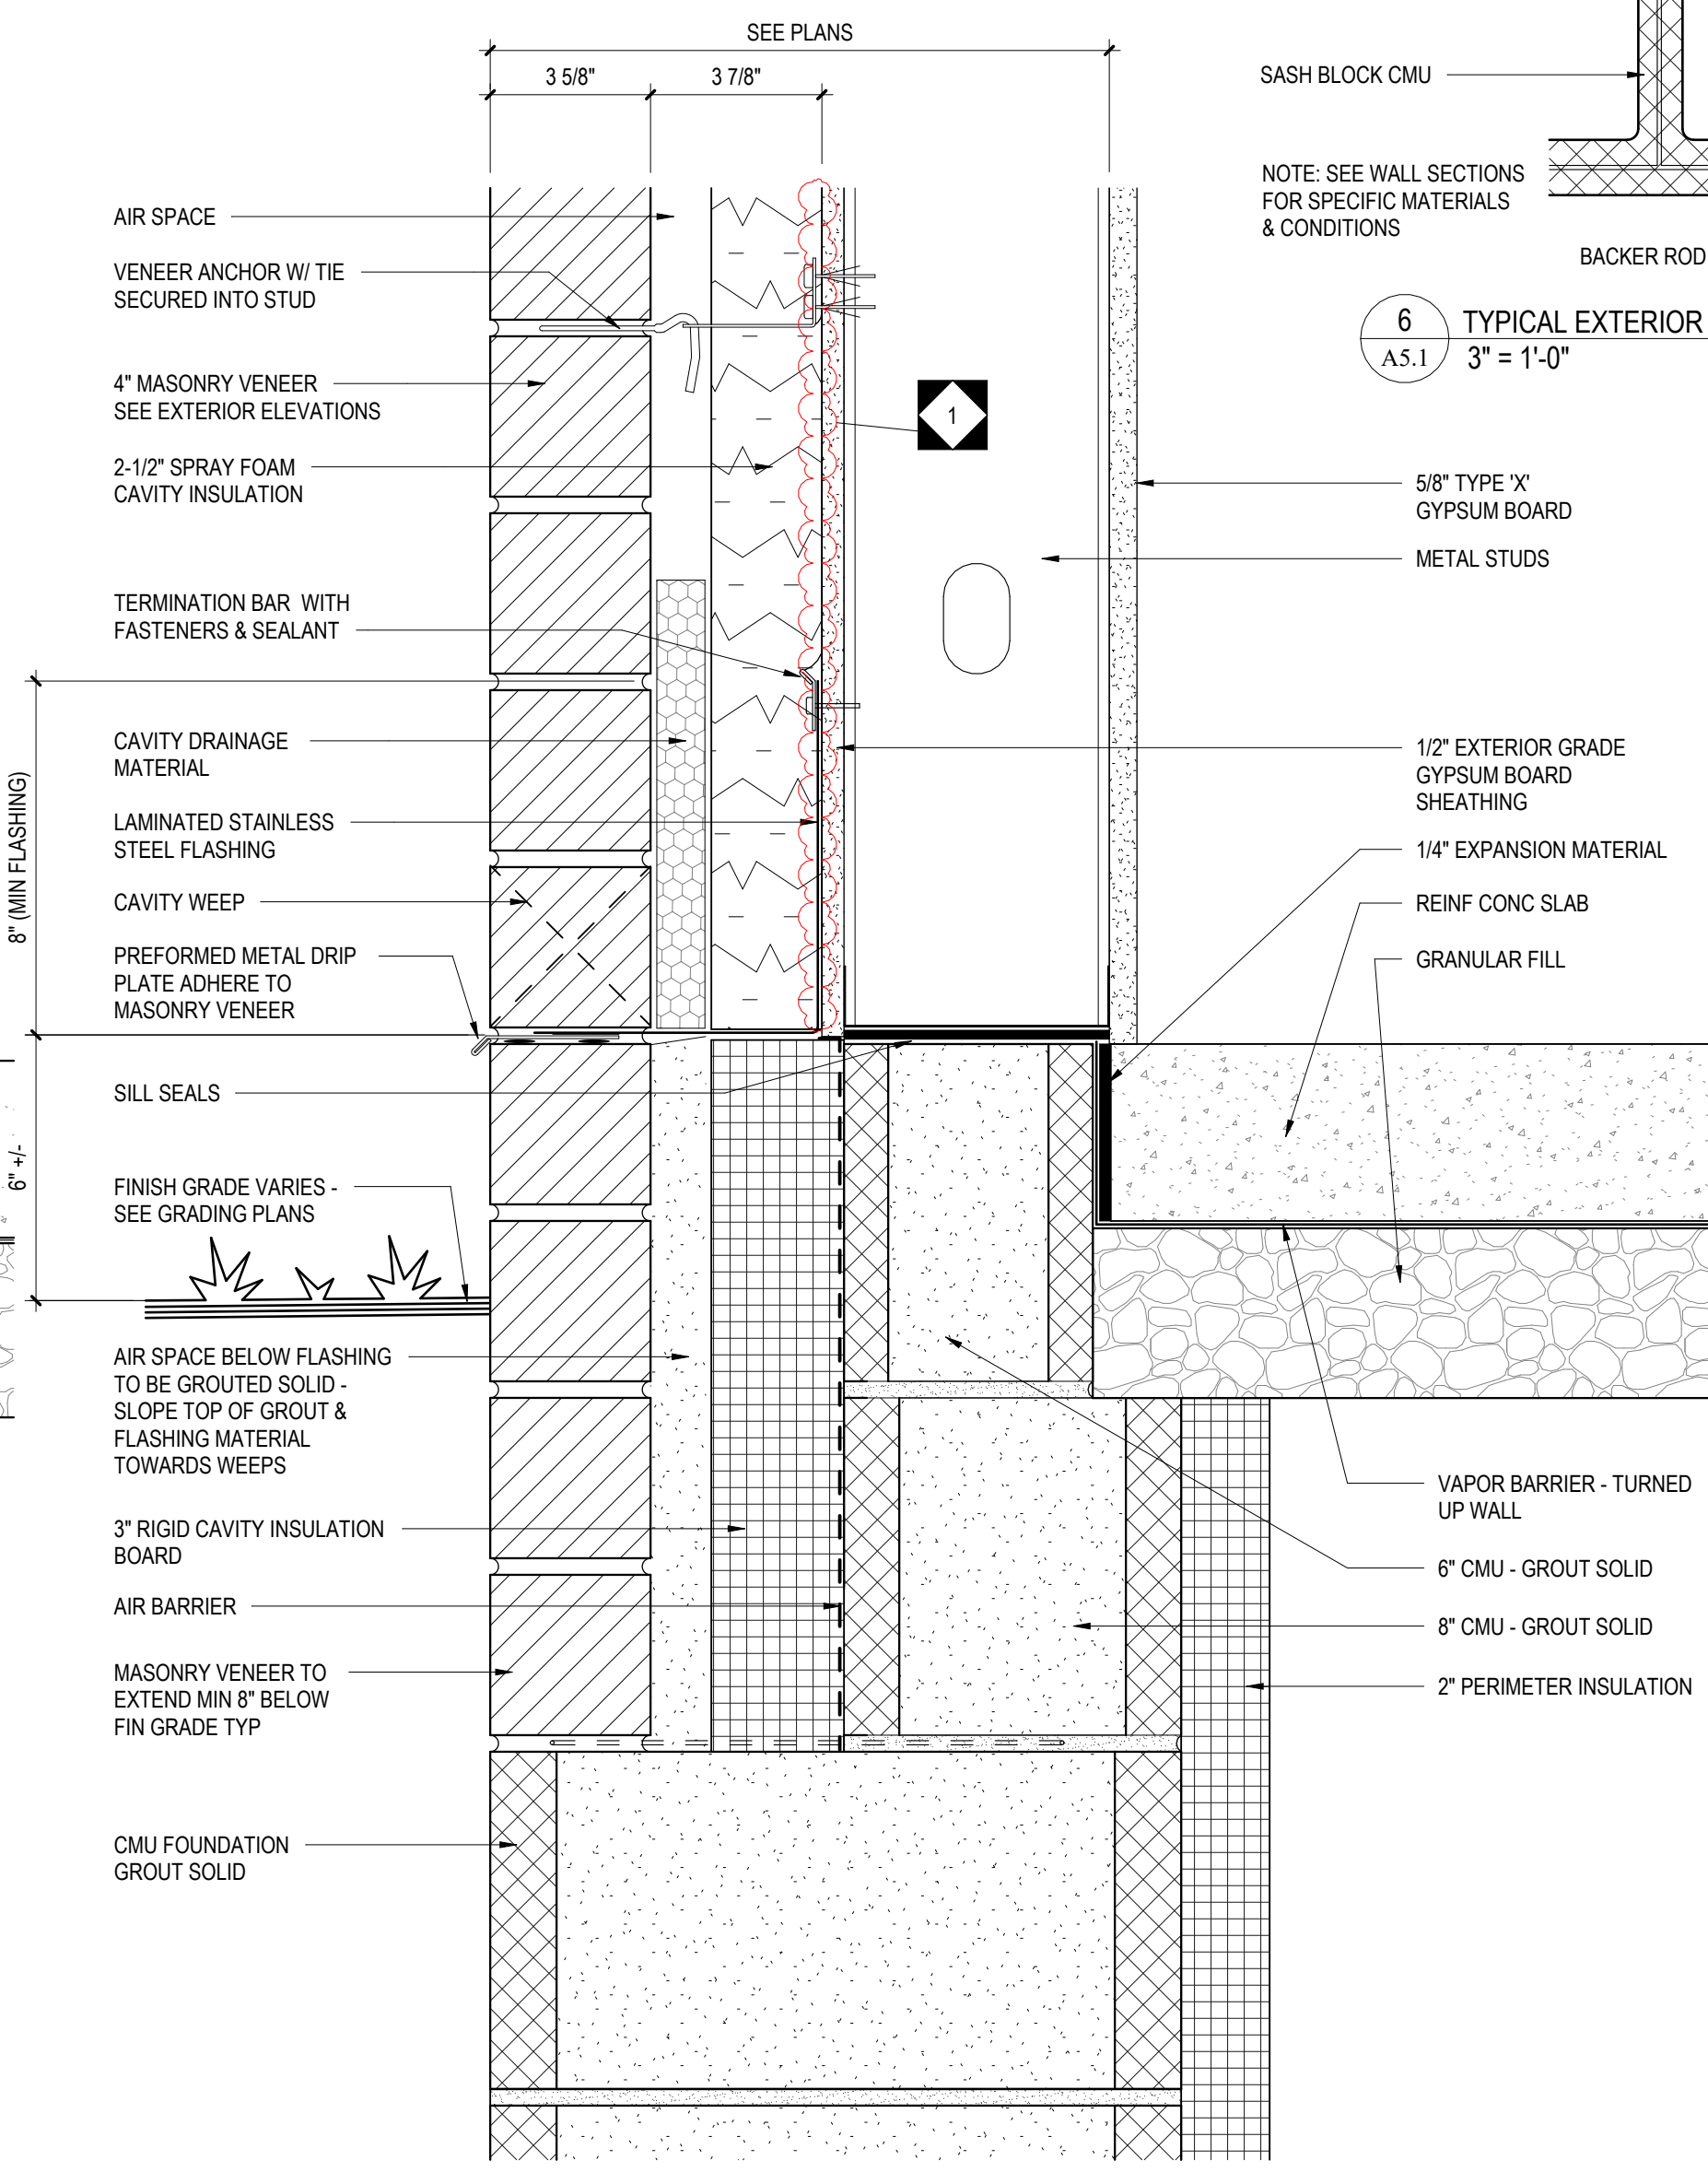 SEE PLANS
3 5/8"
3 7/8"
AIR SPACE
VENEER ANCHOR W/ TIE
SECURED INTO STUD
4" MASONRY VENEER
SEE EXTERIOR ELEVATIONS
2-1/2" SPRAY FOAM
CAVITY INSULATION
TERMINATION BAR WITH
FASTENERS & SEALANT
CAVITY DRAINAGE
MATERIAL
LAMINATED STAINLESS
STEEL FLASHING
CAVITY WEEP
PREFORMED METAL DRIP
PLATE ADHERE TO
MASONRY VENEER
SILL SEALS
FINISH GRADE VARIES -
SEE GRADING PLANS
AIR SPACE BELOW FLASHING
TO BE GROUTED SOLID -
SLOPE TOP OF GROUT &
FLASHING MATERIAL
TOWARDS WEEPS
3" RIGID CAVITY INSULATION
BOARD
AIR BARRIER
MASONRY VENEER TO
EXTEND MIN 8" BELOW
FIN GRADE TYP
CMU FOUNDATION
GROUT SOLID
8" (MIN FLASHING)
6" +/-
1
SASH BLOCK CMU
NOTE: SEE WALL SECTIONS
FOR SPECIFIC MATERIALS
& CONDITIONS
BACKER ROD
6
A5.1
TYPICAL EXTERIOR
3" = 1'-0"
5/8" TYPE 'X'
GYPSUM BOARD
METAL STUDS
1/2" EXTERIOR GRADE
GYPSUM BOARD
SHEATHING
1/4" EXPANSION MATERIAL
REINF CONC SLAB
GRANULAR FILL
VAPOR BARRIER - TURNED
UP WALL
6" CMU - GROUT SOLID
8" CMU - GROUT SOLID
2" PERIMETER INSULATION